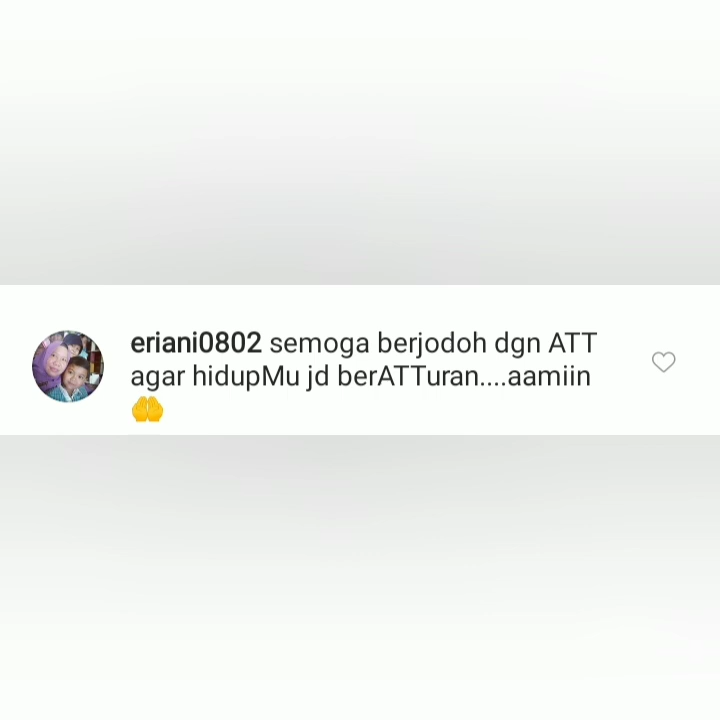 eriani0802 semoga berjodoh dgn ATT
agar hidupMu jd berATTuran....aamiin
🤲